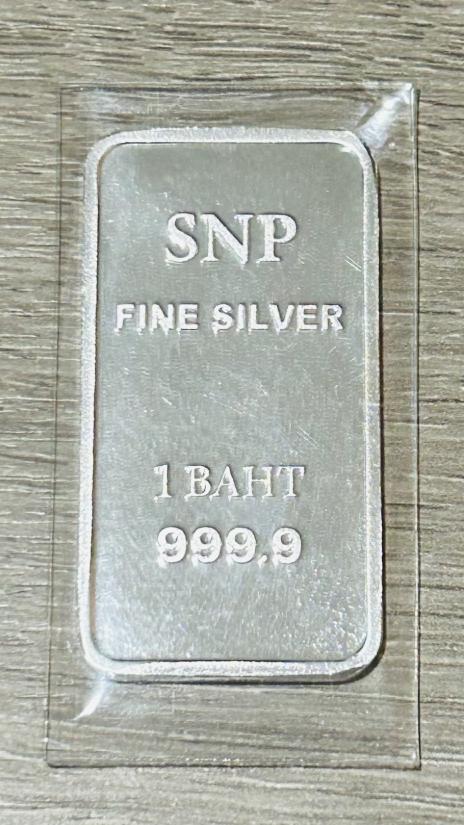 SNP
FINE SILVER
1 BAHT
999.9